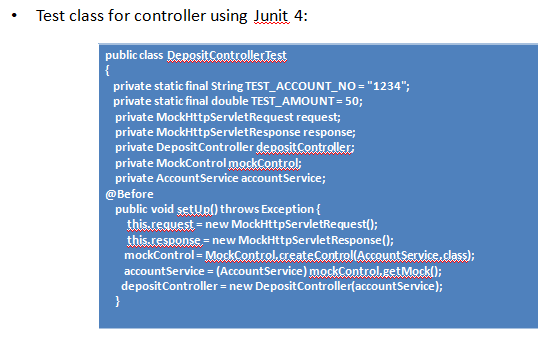 • Test class for controller using Junit 4:
public class DepositControllerTest
{
private static final String TEST_ACCOUNT_NO = "1234";
private static final double TEST_AMOUNT = 50;
private MockHttpServletRequest request;
private MockHttpServletResponse response;
private DepositController depositController;
private MockControl mockControl;
private AccountService accountService;
@Before
public void setUp() throws Exception {
this.request = new MockHttpServletRequest();
this.response = new MockHttpServletResponse();
mockControl = MockControl.createControl(AccountService.class);
accountService = (AccountService) mockControl.getMock();
depositController = new DepositController(accountService);
}